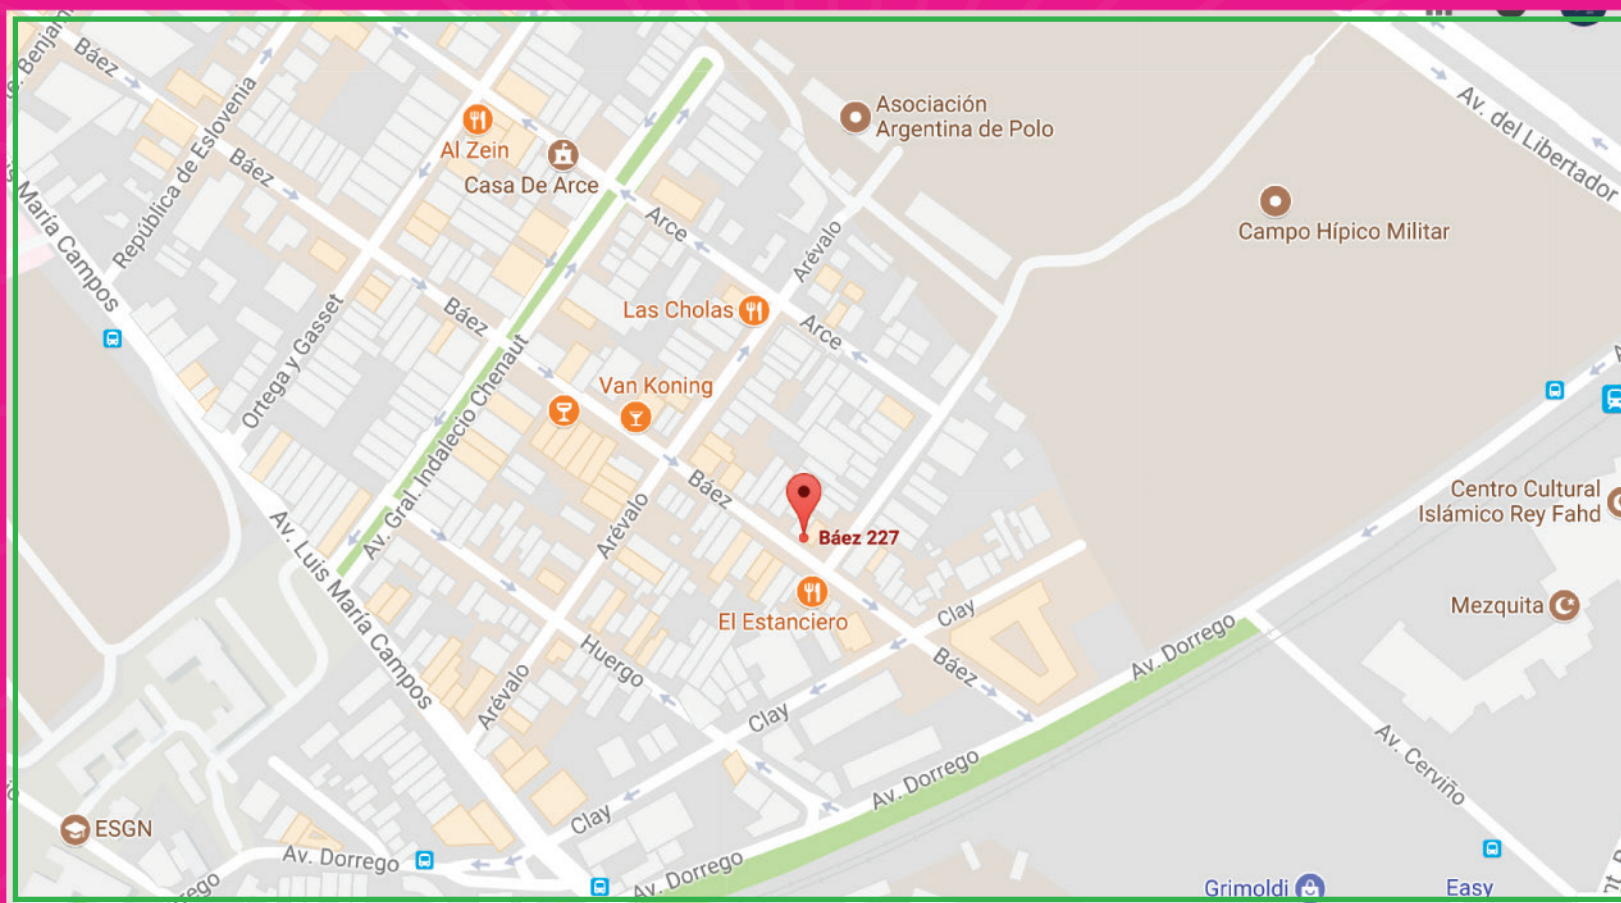 Báez
República de Eslovenia
Báez
Al Zein
Casa De Arce
Asociación
Argentina de Polo
Av. del Libertador
Campo Hípico Militar
María Campos
Arce
Arévalo
Báez
Las Cholas
Arce
Ortega y Gasset
Av. Gral. Indalecio Chenaut
Van Koning
Báez
Báez 227
Centro Cultural
Islámico Rey Fahd
Arévalo
Av. Luis María Campos
El Estanciero
Clay
Mezquita
Huergo
Báez
Av. Dorrego
Arévalo
Clay
Av. Dorrego
Av. Cerviño
Clay
ESGN
Av. Dorrego
Av. Dorrego
Grimoldi
Easy